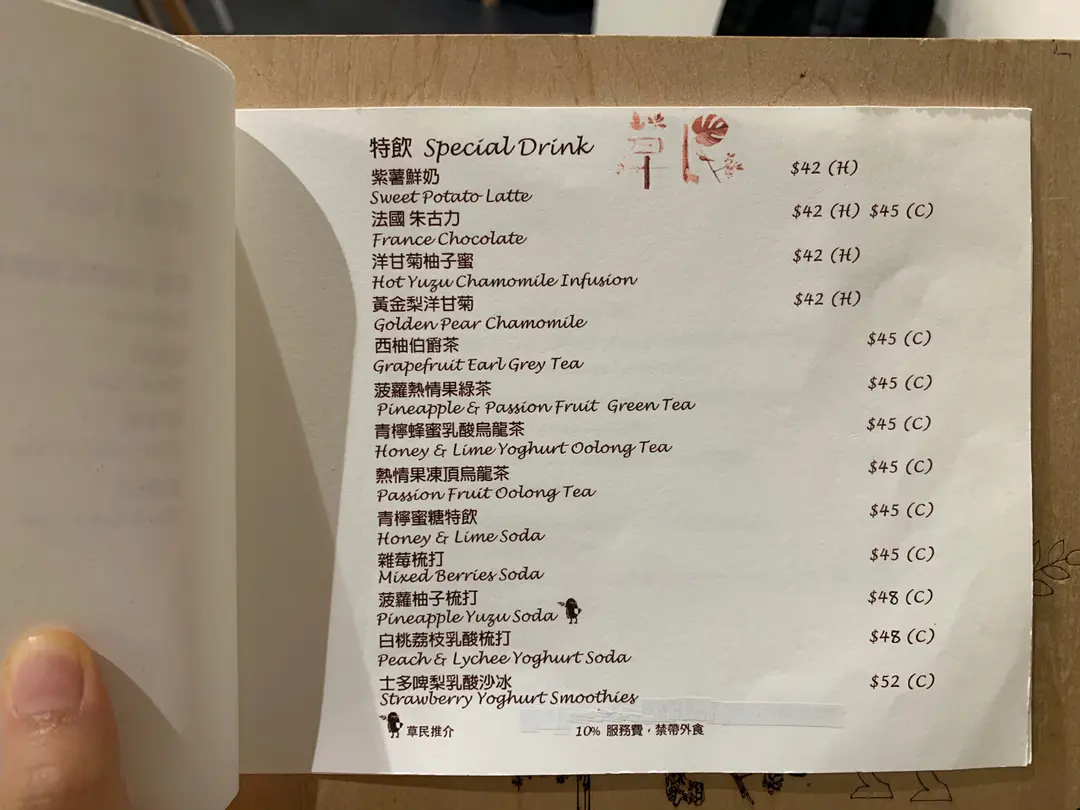 特飲 Special Drink 草民
紫薯鮮奶 $42 (H)
Sweet Potato Latte
法國 朱古力 $42 (H) $45 (C)
France Chocolate
洋甘菊柚子蜜 $42 (H)
Hot Yuzu Chamomile Infusion
黃金梨洋甘菊 $42 (H)
Golden Pear Chamomile
西柚伯爵茶 $45 (C)
Grapefruit Earl Grey Tea
菠蘿熱情果綠茶 $45 (C)
Pineapple & Passion Fruit Green Tea
青檸蜂蜜乳酸烏龍茶 $45 (C)
Honey & Lime Yoghurt Oolong Tea
熱情果凍頂烏龍茶 $45 (C)
Passion Fruit Oolong Tea
青檸蜜糖特飲 $45 (C)
Honey & Lime Soda
雜莓梳打 $45 (C)
Mixed Berries Soda
菠蘿柚子梳打 $48 (C)
Pineapple Yuzu Soda
白桃荔枝乳酸梳打 $48 (C)
Peach & Lychee Yoghurt Soda
士多啤梨乳酸沙冰 $52 (C)
Strawberry Yoghurt Smoothies
草民推介 10% 服務費，禁帶外食